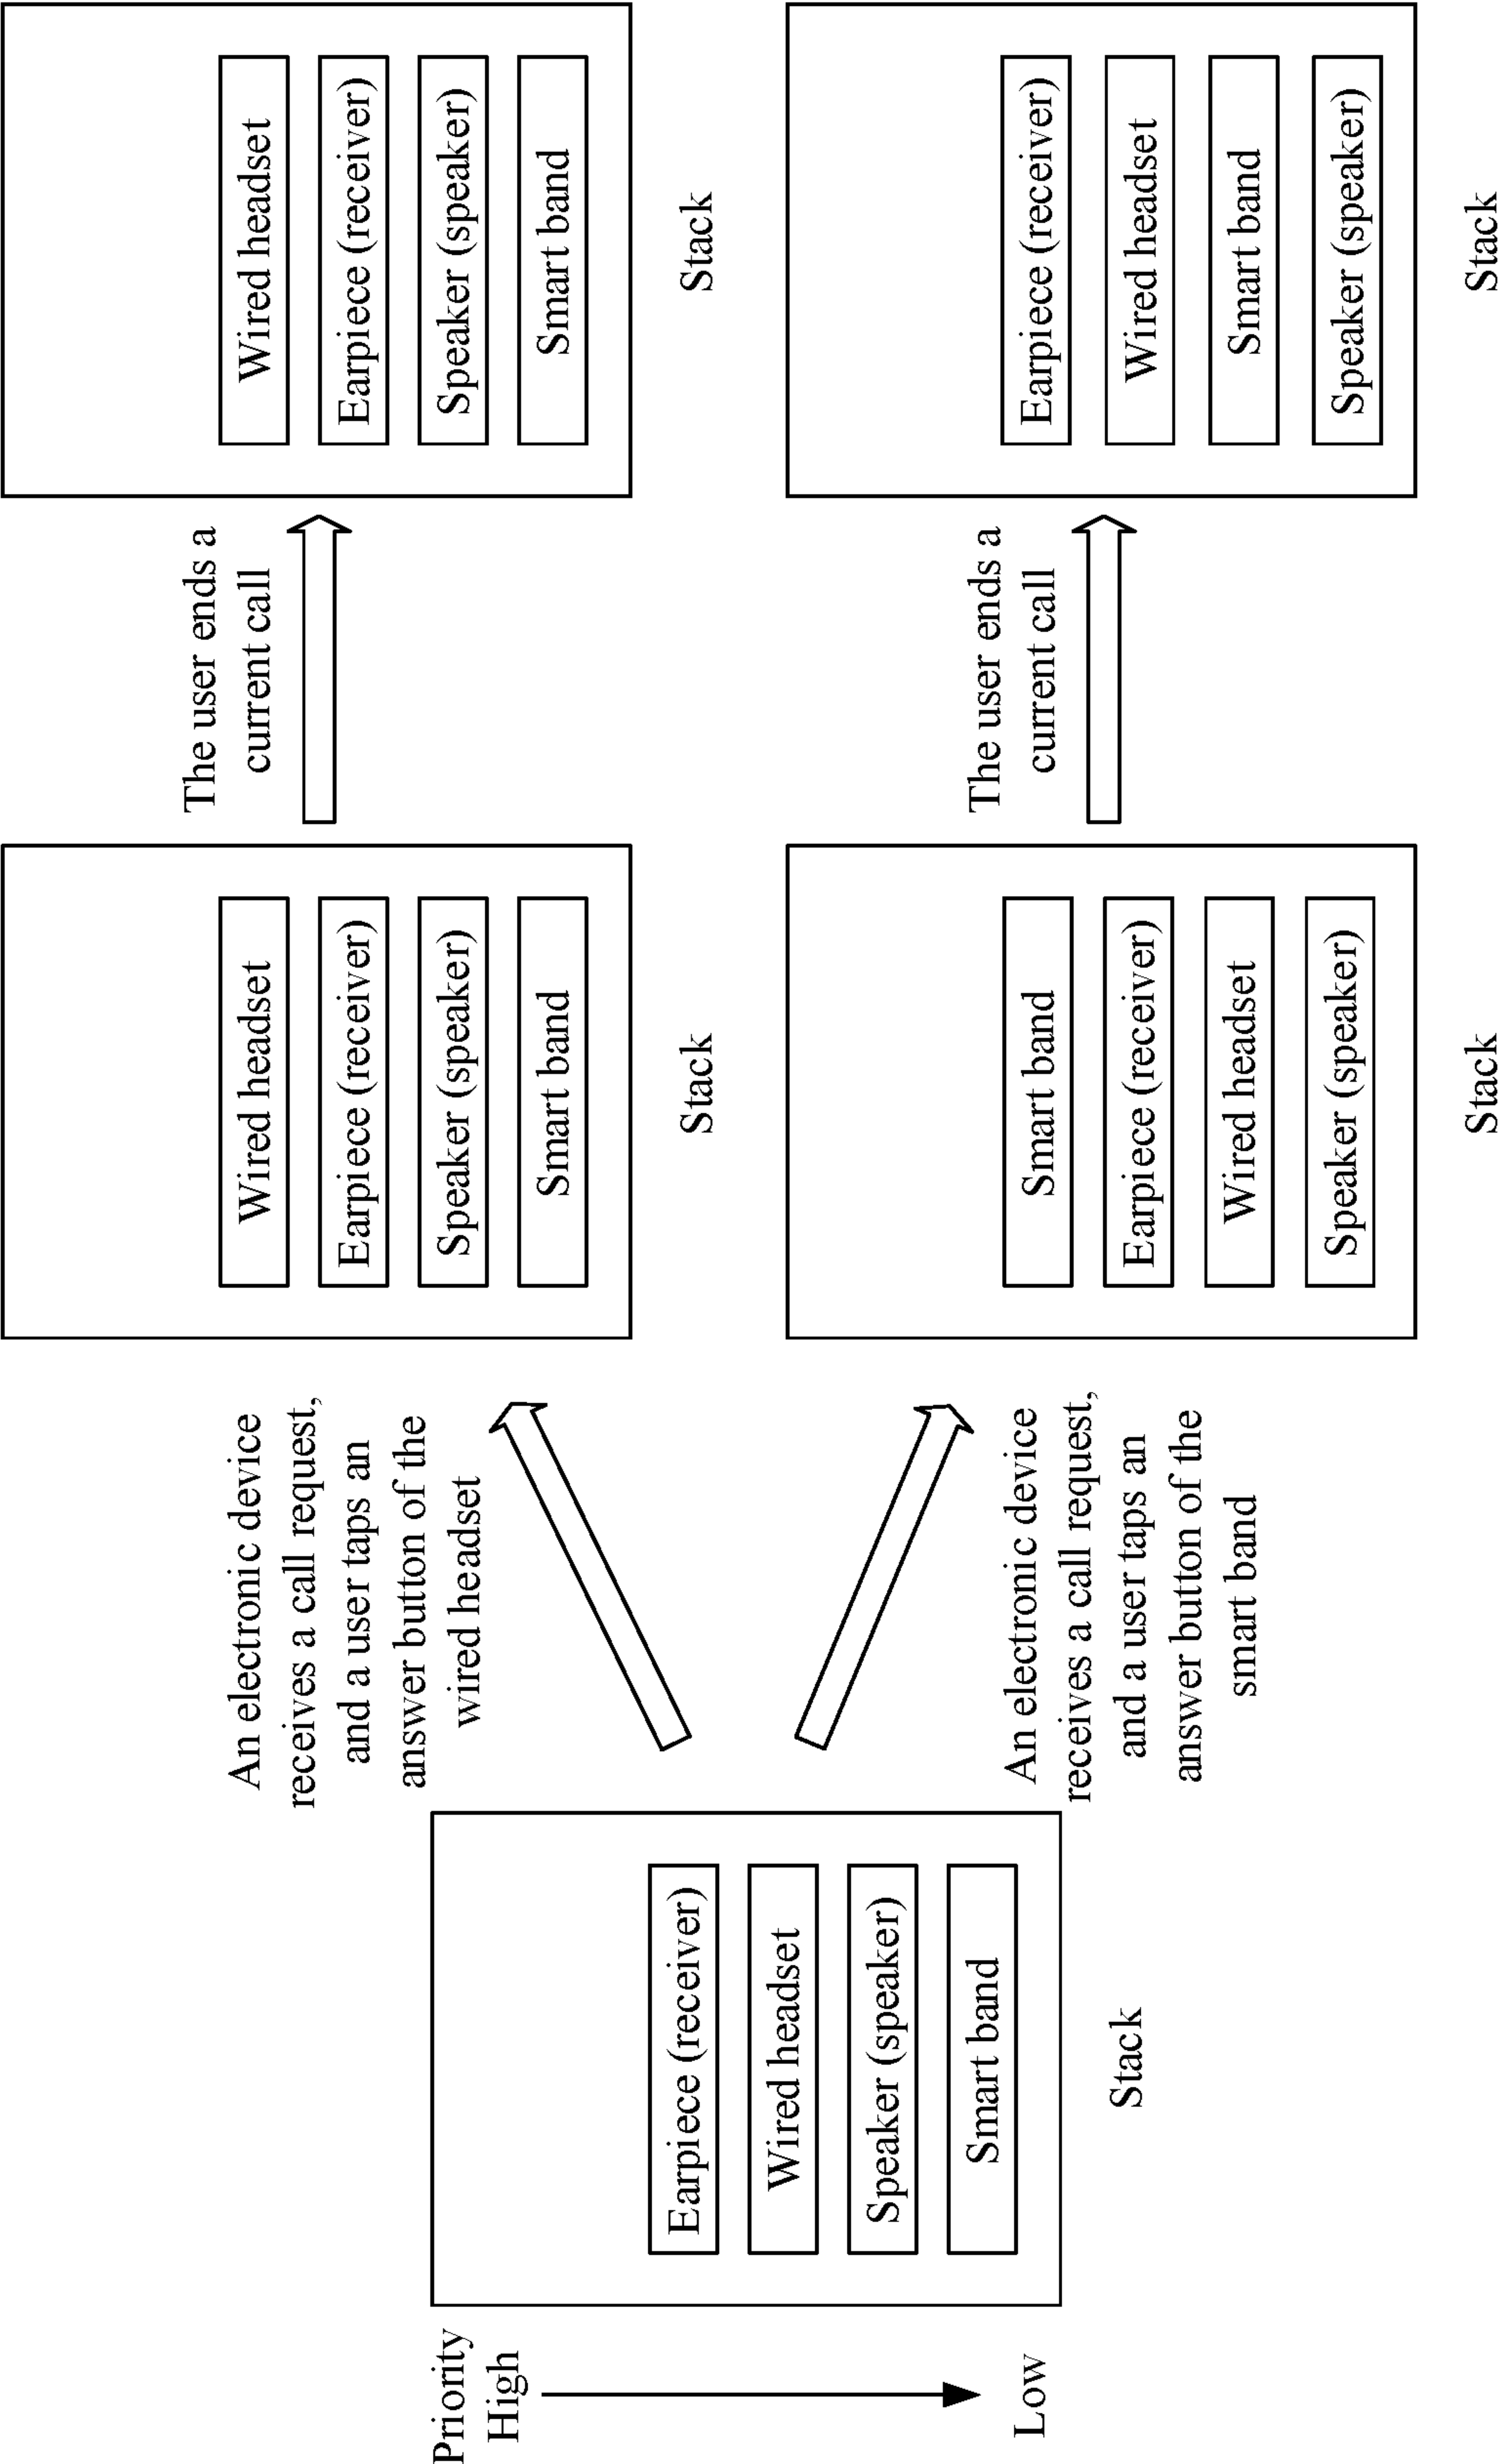 Priority
High
Low
Earpiece (receiver)
Wired headset
Speaker (speaker)
Smart band
Stack
An electronic device
receives a call request,
and a user taps an
answer button of the
wired headset
Wired headset
Earpiece (receiver)
Speaker (speaker)
Smart band
Stack
The user ends a
current call
Wired headset
Earpiece (receiver)
Speaker (speaker)
Smart band
Stack
An electronic device
receives a call request,
and a user taps an
answer button of the
smart band
Smart band
Earpiece (receiver)
Wired headset
Speaker (speaker)
Stack
The user ends a
current call
Earpiece (receiver)
Wired headset
Smart band
Speaker (speaker)
Stack